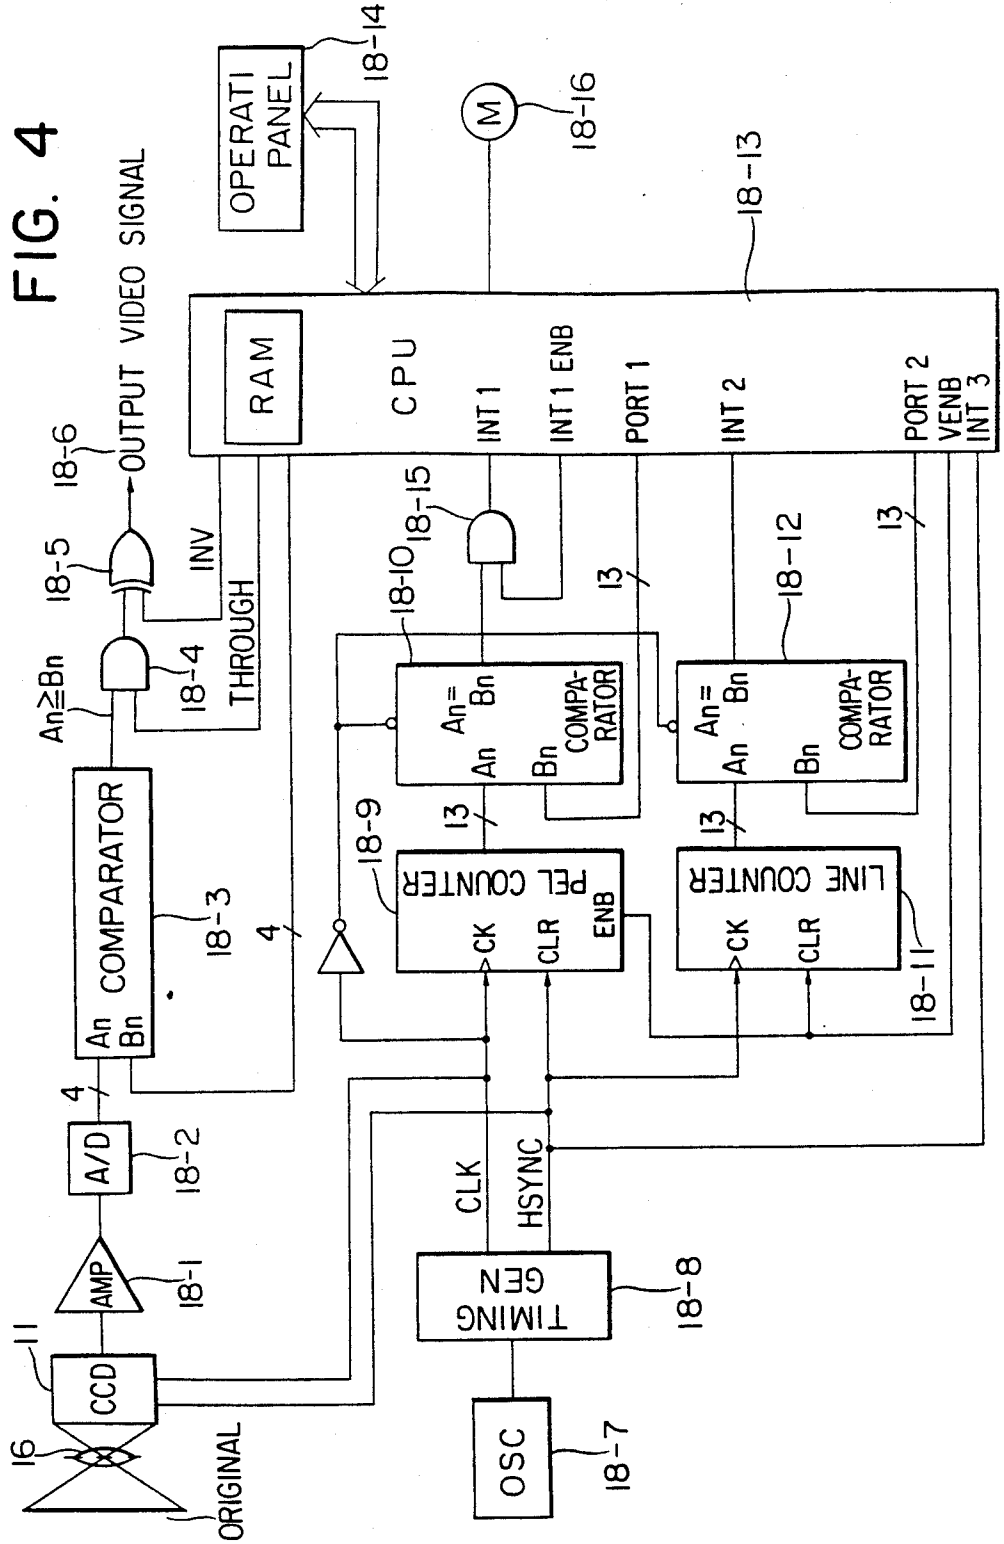 FIG. 4
16
ORIGINAL
11
CCD
AMP
18-1
A/D
18-2
4
An
Bn
COMPARATOR
18-3
An≧Bn
18-4
18-5
18-6
OUTPUT VIDEO SIGNAL
INV
THROUGH
4
OPERATI
PANEL
18-14
RAM
CPU
INT 1
INT 1 ENB
PORT 1
INT 2
PORT 2
VENB
INT 3
18-13
M
18-16
OSC
18-7
TIMING
GEN
18-8
CLK
HSYNC
18-9
CK
CLR
ENB
PEL COUNTER
13
18-10
An=
Bn
An
Bn
COMPA-
RATOR
18-15
13
CK
CLR
LINE COUNTER
18-11
13
An=
Bn
An
Bn
COMPA-
RATOR
18-12
13